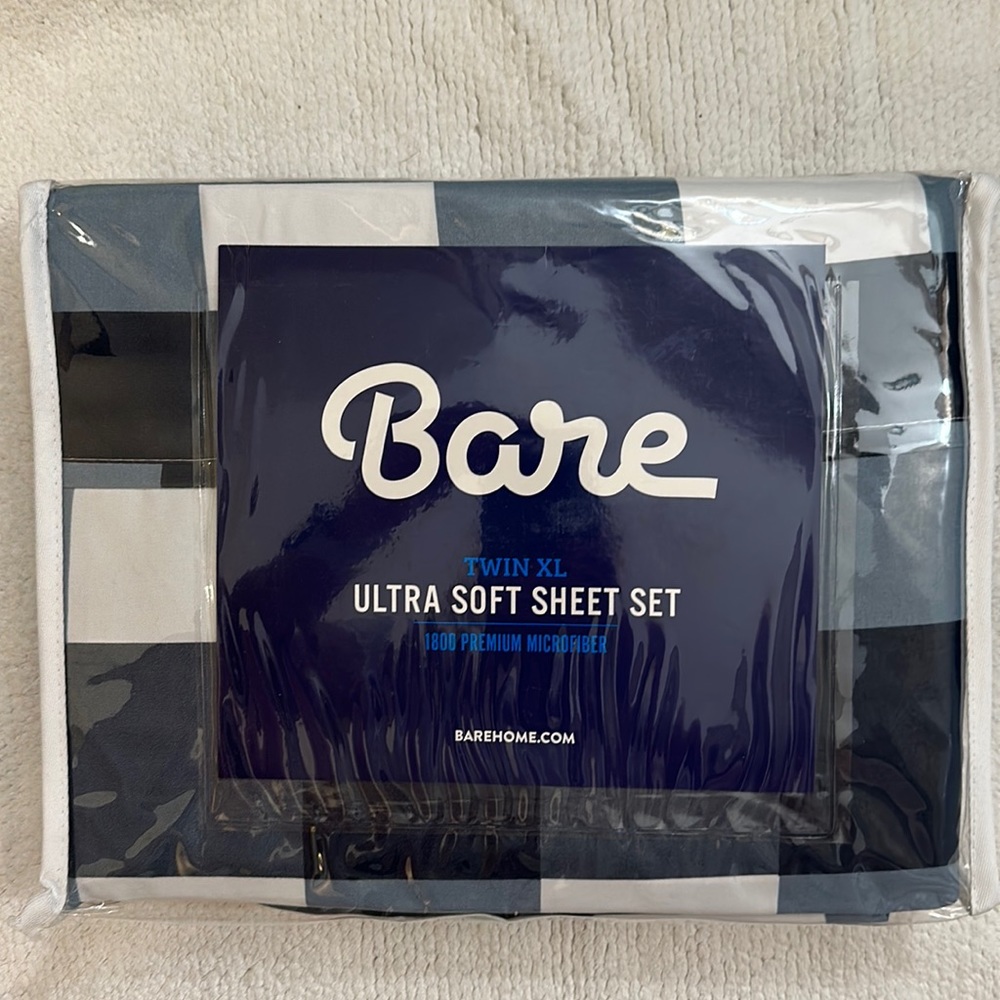 Bare
TWIN XL
ULTRA SOFT SHEET SET
1800 PREMIUM MICROFIBER
BAREHOME.COM